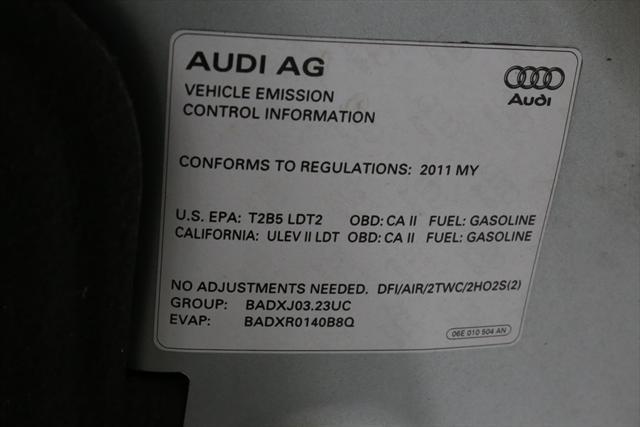 AUDI AG
VEHICLE EMISSION
CONTROL INFORMATION
Audi
CONFORMS TO REGULATIONS: 2011 MY
U.S. EPA: T2B5 LDT2 OBD: CA II FUEL: GASOLINE
CALIFORNIA: ULEV II LDT OBD: CA II FUEL: GASOLINE
NO ADJUSTMENTS NEEDED. DFI/AIR/2TWC/2HO2S(2)
GROUP: BADXJ03.23UC
EVAP: BADXR0140B8Q
06E 010 504 AN